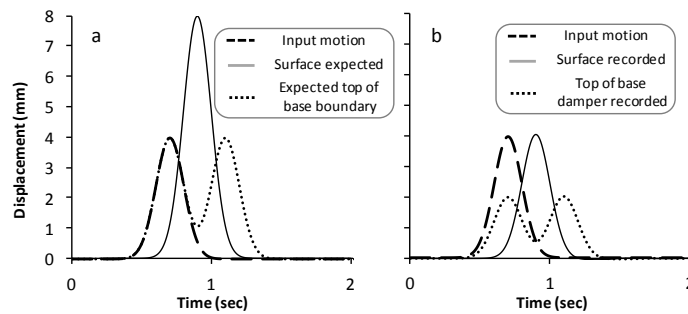 8
7
6
5
4
3
2
1
0
Displacement (mm)
a
Input motion
Surface expected
Expected top of
base boundary
0
1
2
Time (sec)
b
Input motion
Surface recorded
Top of base
damper recorded
0
1
2
Time (sec)